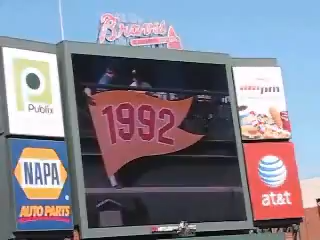 Braves
Publix
1992
NAPA
AUTO PARTS
at&t